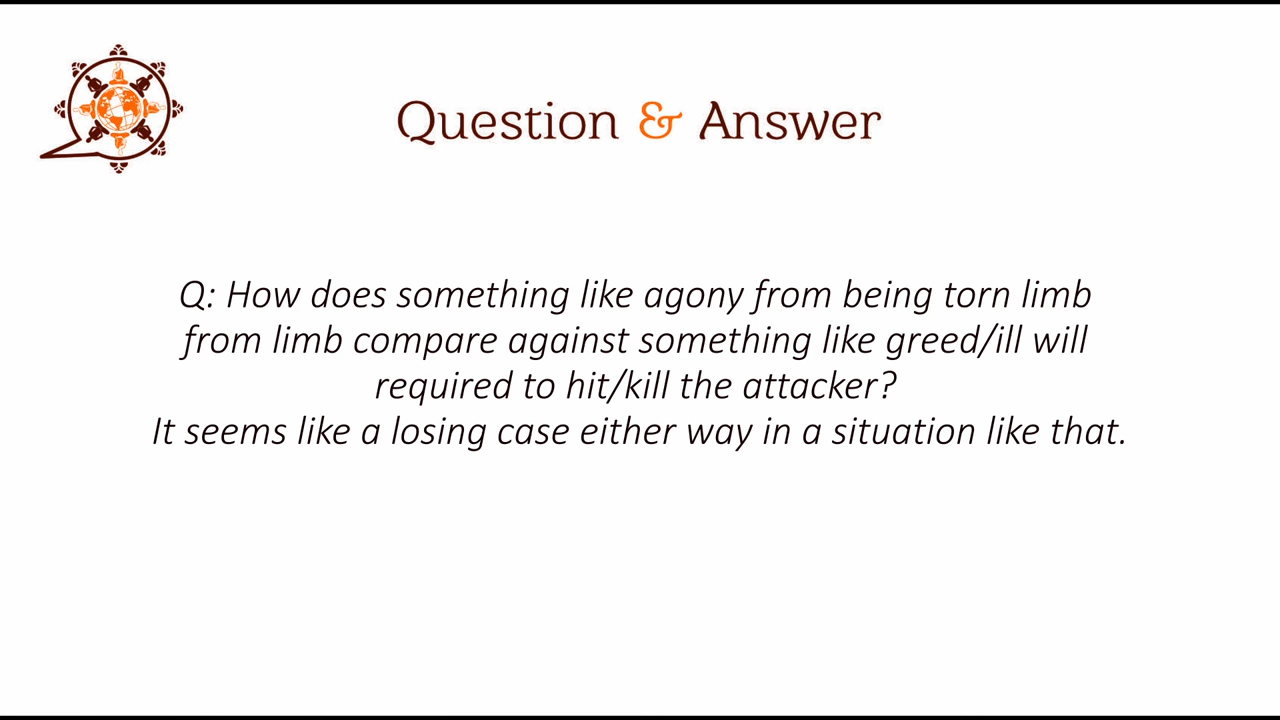 Question & Answer
Q: How does something like agony from being torn limb
from limb compare against something like greed/ill will
required to hit/kill the attacker?
It seems like a losing case either way in a situation like that.